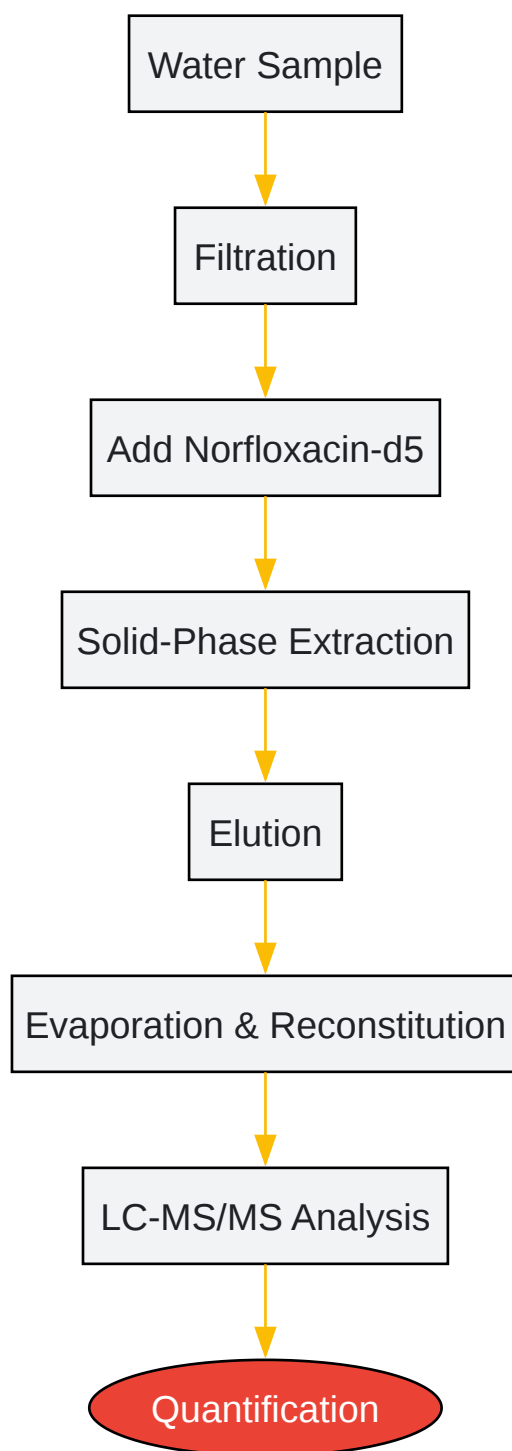 Water Sample
Filtration
Add Norfloxacin-d5
Solid-Phase Extraction
Elution
Evaporation & Reconstitution
LC-MS/MS Analysis
Quantification